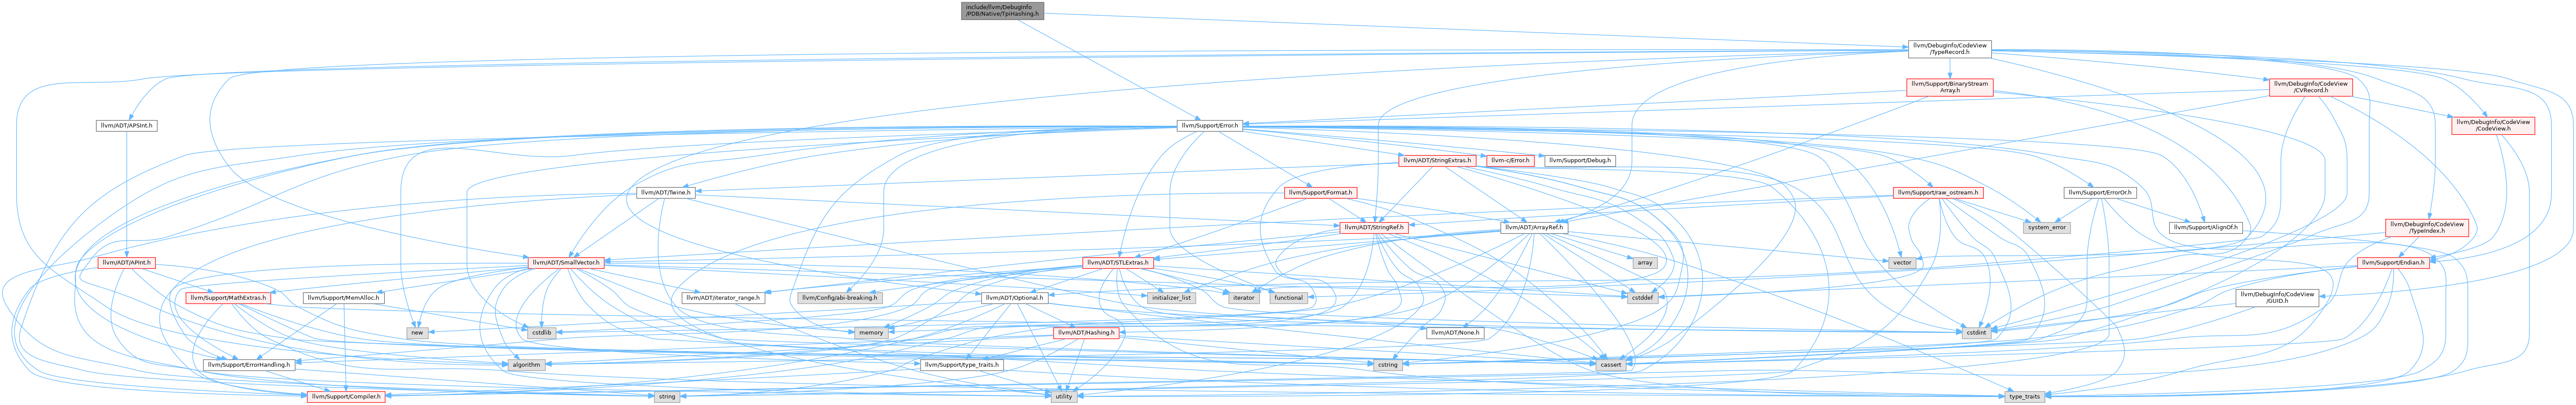 include/llvm/DebugInfo
/PDB/Native/TpiHashing.h
llvm/DebugInfo/CodeView
/TypeRecord.h
llvm/Support/BinaryStream
Array.h
llvm/DebugInfo/CodeView
/CVRecord.h
llvm/ADT/APSInt.h
llvm/Support/Error.h
llvm/DebugInfo/CodeView
/CodeView.h
llvm/ADT/StringExtras.h
llvm-c/Error.h
llvm/Support/Debug.h
llvm/ADT/Twine.h
llvm/Support/Format.h
llvm/Support/raw_ostream.h
llvm/Support/ErrorOr.h
llvm/ADT/StringRef.h
llvm/ADT/ArrayRef.h
system_error
llvm/Support/AlignOf.h
llvm/DebugInfo/CodeView
/TypeIndex.h
llvm/ADT/APInt.h
llvm/ADT/SmallVector.h
llvm/ADT/STLExtras.h
array
vector
llvm/Support/Endian.h
llvm/Support/MathExtras.h
llvm/Support/MemAlloc.h
llvm/ADT/iterator_range.h
llvm/Config/abi-breaking.h
llvm/ADT/Optional.h
initializer_list
iterator
functional
cstddef
llvm/DebugInfo/CodeView
/GUID.h
new
cstdlib
memory
llvm/ADT/Hashing.h
llvm/ADT/None.h
cstdint
llvm/Support/ErrorHandling.h
algorithm
llvm/Support/type_traits.h
cstring
cassert
llvm/Support/Compiler.h
string
utility
type_traits